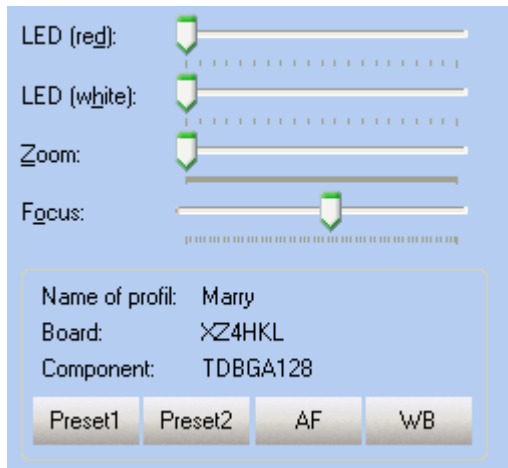 LED (red):
LED (white):
Zoom:
Focus:
Name of profil: Marry
Board: XZ4HKL
Component: TDBGA128
Preset1 Preset2 AF WB